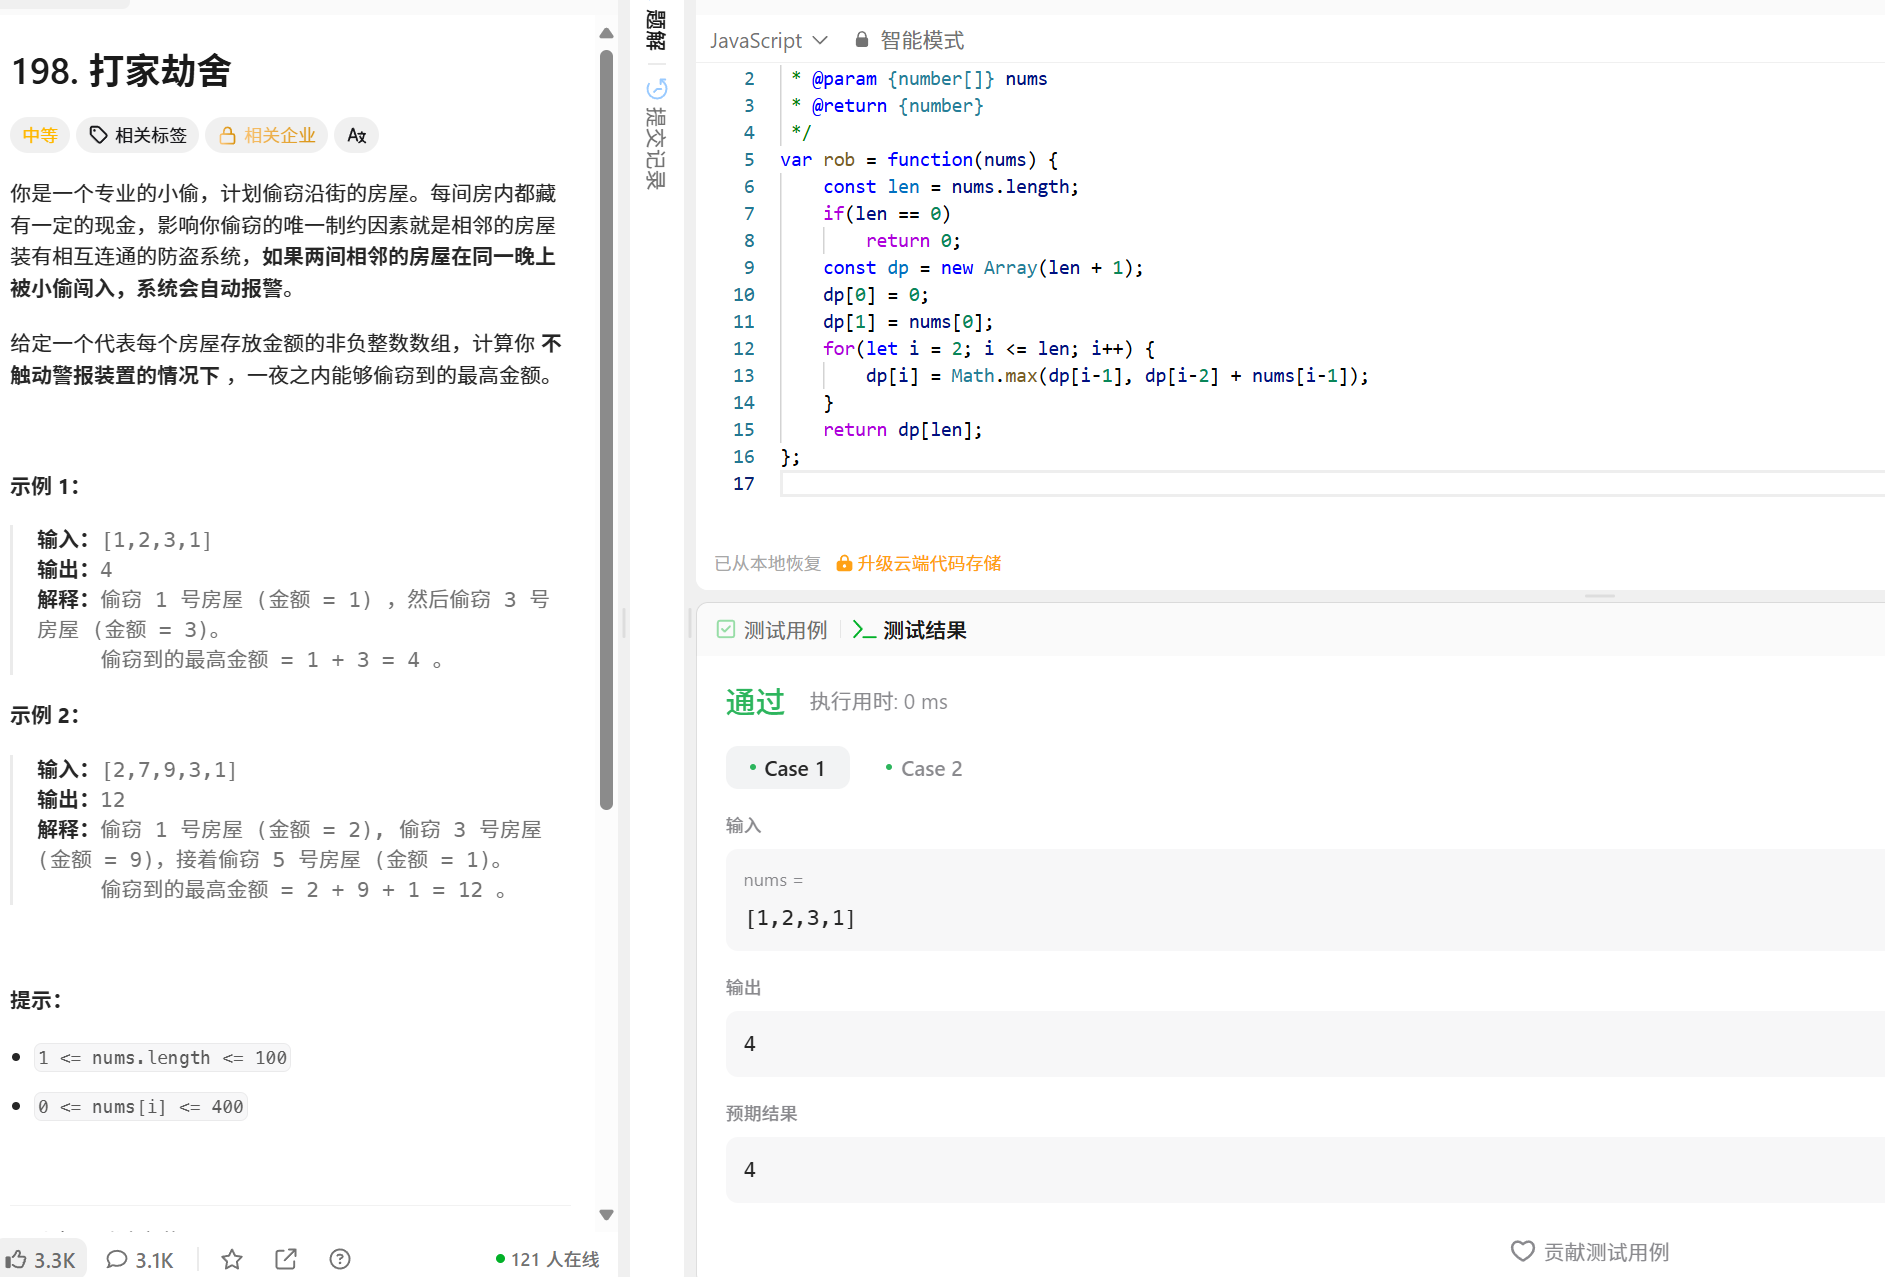 198. 打家劫舍
中等 相关标签 相关企业
你是一个专业的小偷，计划偷窃沿街的房屋。每间房内都藏
有一定的现金，影响你偷窃的唯一制约因素就是相邻的房屋
装有相互连通的防盗系统，如果两间相邻的房屋在同一晚上
被小偷闯入，系统会自动报警。
给定一个代表每个房屋存放金额的非负整数数组，计算你 不
触动警报装置的情况下 ，一夜之内能够偷窃到的最高金额。
示例 1：
输入：[1,2,3,1]
输出：4
解释：偷窃 1 号房屋 (金额 = 1) ，然后偷窃 3 号
房屋 (金额 = 3)。
偷窃到的最高金额 = 1 + 3 = 4 。
示例 2：
输入：[2,7,9,3,1]
输出：12
解释：偷窃 1 号房屋 (金额 = 2), 偷窃 3 号房屋
(金额 = 9)，接着偷窃 5 号房屋 (金额 = 1)。
偷窃到的最高金额 = 2 + 9 + 1 = 12 。
提示：
1 <= nums.length <= 100
0 <= nums[i] <= 400
3.3K 3.1K 121 人在线
题解
提交记录
JavaScript 智能模式
2 * @param {number[]} nums
3 * @return {number}
4 */
5 var rob = function(nums) {
6 const len = nums.length;
7 if(len == 0)
8 return 0;
9 const dp = new Array(len + 1);
10 dp[0] = 0;
11 dp[1] = nums[0];
12 for(let i = 2; i <= len; i++) {
13 dp[i] = Math.max(dp[i-1], dp[i-2] + nums[i-1]);
14 }
15 return dp[len];
16 };
17
已从本地恢复 升级云端代码存储
测试用例 测试结果
通过 执行用时: 0 ms
Case 1 Case 2
输入
nums =
[1,2,3,1]
输出
4
预期结果
4
贡献测试用例